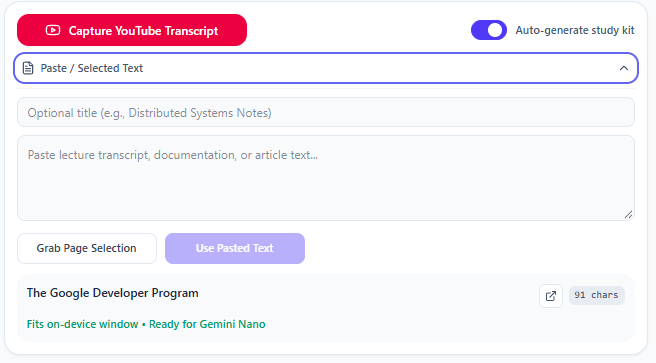 Capture YouTube Transcript
Auto-generate study kit
Paste / Selected Text
Optional title (e.g., Distributed Systems Notes)
Paste lecture transcript, documentation, or article text...
Grab Page Selection
Use Pasted Text
The Google Developer Program
91 chars
Fits on-device window • Ready for Gemini Nano